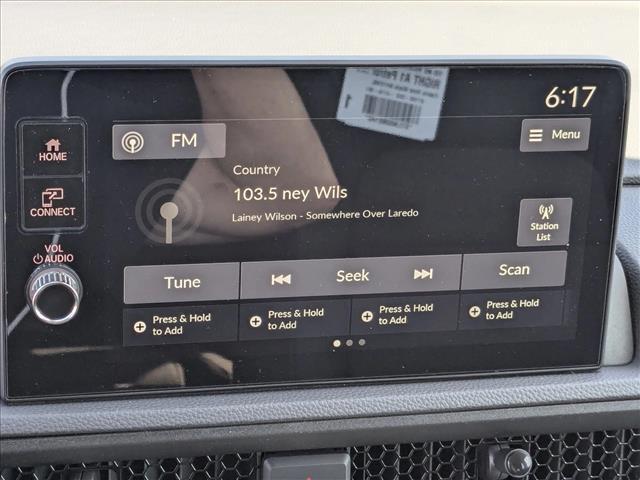 6:17
FM
Menu
HOME
Country
103.5 ney Wils
Lainey Wilson - Somewhere Over Laredo
CONNECT
Station
List
VOL
AUDIO
Tune
Seek
Scan
Press & Hold
to Add
Press & Hold
to Add
Press & Hold
to Add
Press & Hold
to Add
RIGHT A1